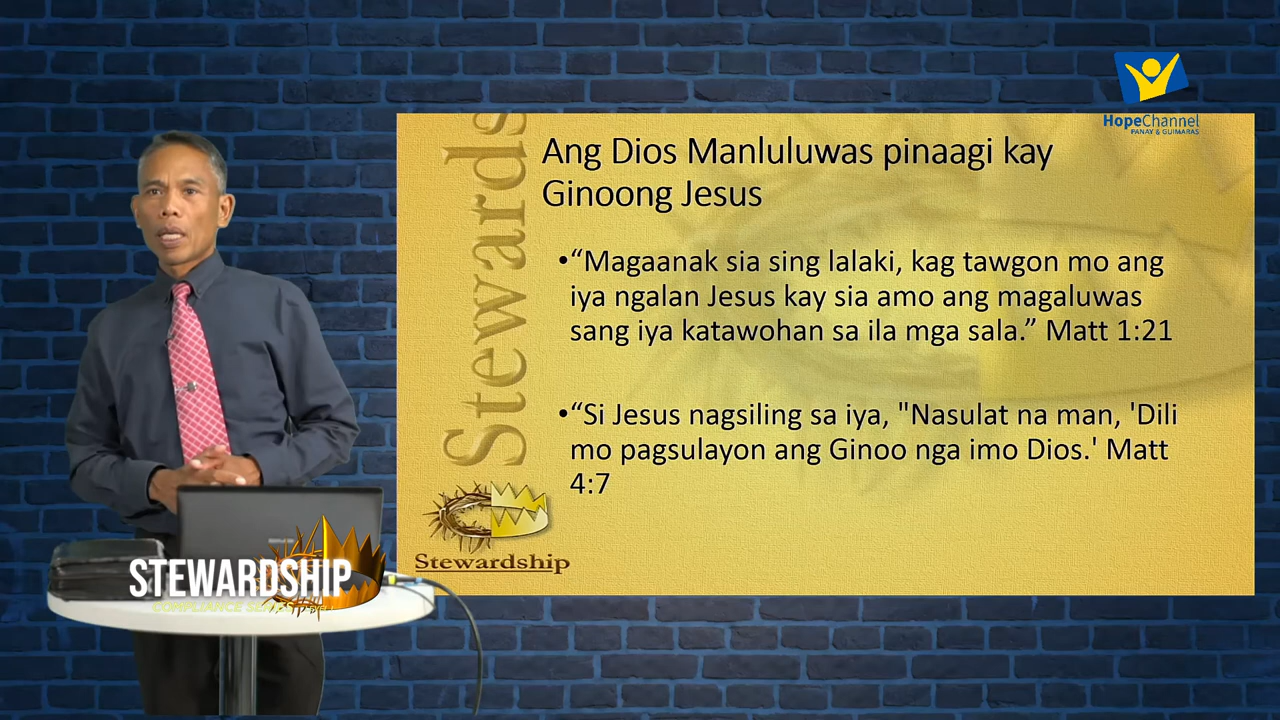 HopeChannel
PANAY & GUIMARAS
Stewards
Ang Dios Manluluwas pinaagi kay
Ginoong Jesus
•“Magaanak sia sing lalaki, kag tawgon mo ang
iya ngalan Jesus kay sia amo ang magaluwas
sang iya katawohan sa ila mga sala.” Matt 1:21
•“Si Jesus nagsiling sa iya, "Nasulat na man, 'Dili
mo pagsulayon ang Ginoo nga imo Dios.' Matt
4:7
Stewardship
STEWARDSHIP
COMPLIANCE